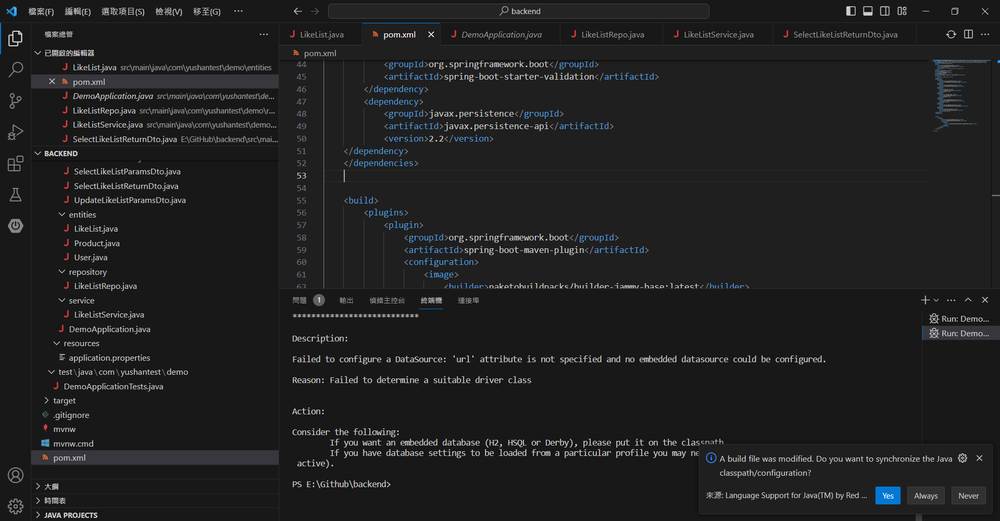 檔案(F) 編輯(E) 選取項目(S) 檢視(V) 移至(G) ···
backend
檔案總管
已開啟的編輯器
LikeList.java src\main\java\com\yushantest\demo\entities
pom.xml
DemoApplication.java src\main\java\com\yushantest\de...
LikeListRepo.java src\main\java\com\yushantest\demo\r...
LikeListService.java src\main\java\com\yushantest\demo...
SelectLikeListReturnDto.java E:\GitHub\backend\src\mai...
BACKEND
SelectLikeListParamsDto.java
SelectLikeListReturnDto.java
UpdateLikeListParamsDto.java
entities
LikeList.java
Product.java
User.java
repository
LikeListRepo.java
service
LikeListService.java
DemoApplication.java
resources
application.properties
test\java\com\yushantest\demo
DemoApplicationTests.java
target
.gitignore
mvnw
mvnw.cmd
pom.xml
大綱
時間表
JAVA PROJECTS
LikeList.java pom.xml DemoApplication.java LikeListRepo.java LikeListService.java SelectLikeListReturnDto.java
pom.xml
44 <groupId>org.springframework.boot</groupId>
45 <artifactId>spring-boot-starter-validation</artifactId>
46 </dependency>
47 <dependency>
48 <groupId>javax.persistence</groupId>
49 <artifactId>javax.persistence-api</artifactId>
50 <version>2.2</version>
51 </dependency>
52 </dependencies>
53
54
55 <build>
56 <plugins>
57 <plugin>
58 <groupId>org.springframework.boot</groupId>
59 <artifactId>spring-boot-maven-plugin</artifactId>
60 <configuration>
61 <image>
62 <builder>paketobuildpacks/builder-jammy-base:latest</builder>
問題 1 輸出 偵錯主控台 終端機 連接埠
***************************
Description:
Failed to configure a DataSource: 'url' attribute is not specified and no embedded datasource could be configured.
Reason: Failed to determine a suitable driver class
Action:
Consider the following:
If you want an embedded database (H2, HSQL or Derby), please put it on the classpath
If you have database settings to be loaded from a particular profile you may ne
active).
PS E:\Github\backend>
Run: Demo...
Run: Demo...
A build file was modified. Do you want to synchronize the Java
classpath/configuration?
來源: Language Support for Java(TM) by Red ...
Yes Always Never